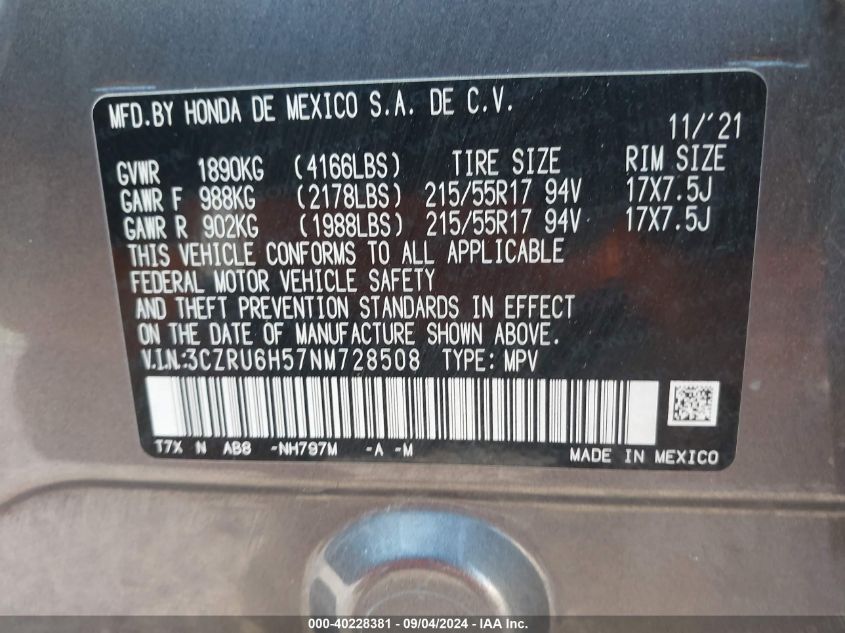 MFD.BY HONDA DE MEXICO S.A. DE C.V.
11/'21
GVWR 1890KG (4166LBS) TIRE SIZE RIM SIZE
GAWR F 988KG (2178LBS) 215/55R17 94V 17X7.5J
GAWR R 902KG (1988LBS) 215/55R17 94V 17X7.5J
THIS VEHICLE CONFORMS TO ALL APPLICABLE
FEDERAL MOTOR VEHICLE SAFETY
AND THEFT PREVENTION STANDARDS IN EFFECT
ON THE DATE OF MANUFACTURE SHOWN ABOVE.
V.I.N.:3CZRU6H57NM728508 TYPE: MPV
T7X N AB8 -NH797M -A -M MADE IN MEXICO
000-40228381 - 09/04/2024 - IAA Inc.